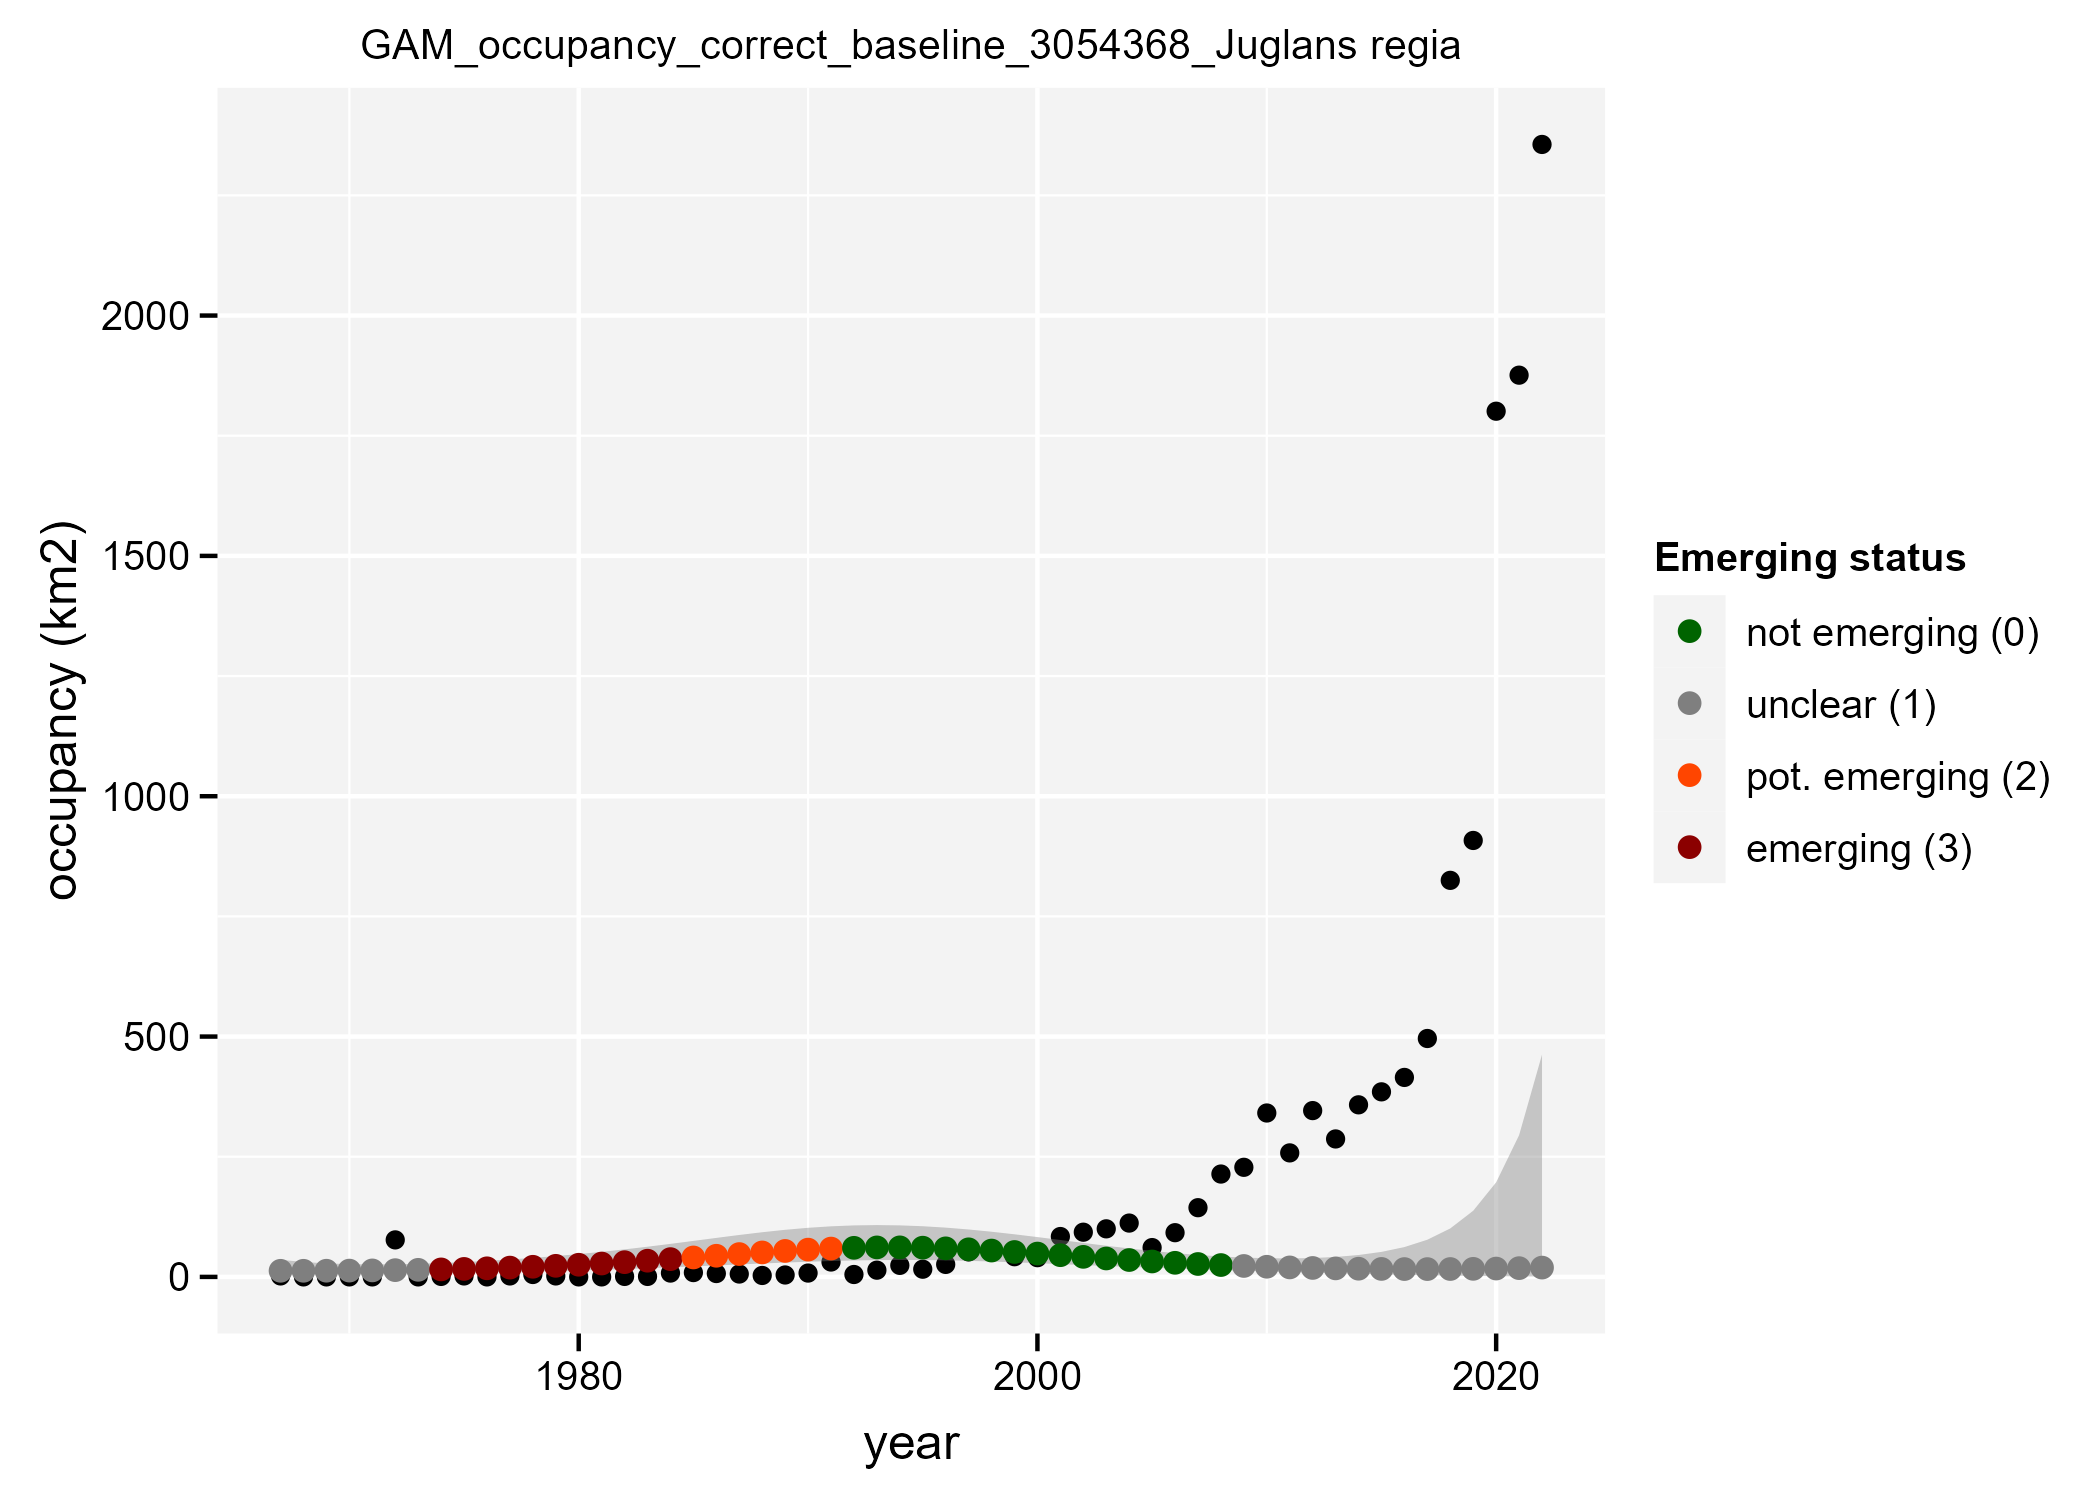 GAM_occupancy_correct_baseline_3054368_Juglans regia
occupancy (km2)
2000
1500
1000
500
0
1980
2000
2020
year
Emerging status
not emerging (0)
unclear (1)
pot. emerging (2)
emerging (3)